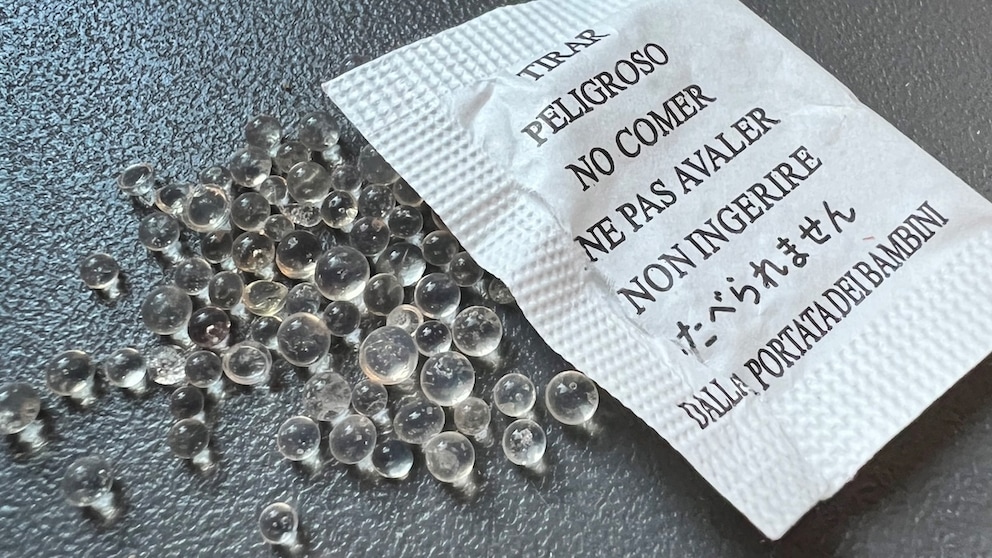 TIRAR
PELIGROSO
NO COMER
NE PAS AVALER
NON INGERIRE
たべられません
DALLA PORTATA DEI BAMBINI